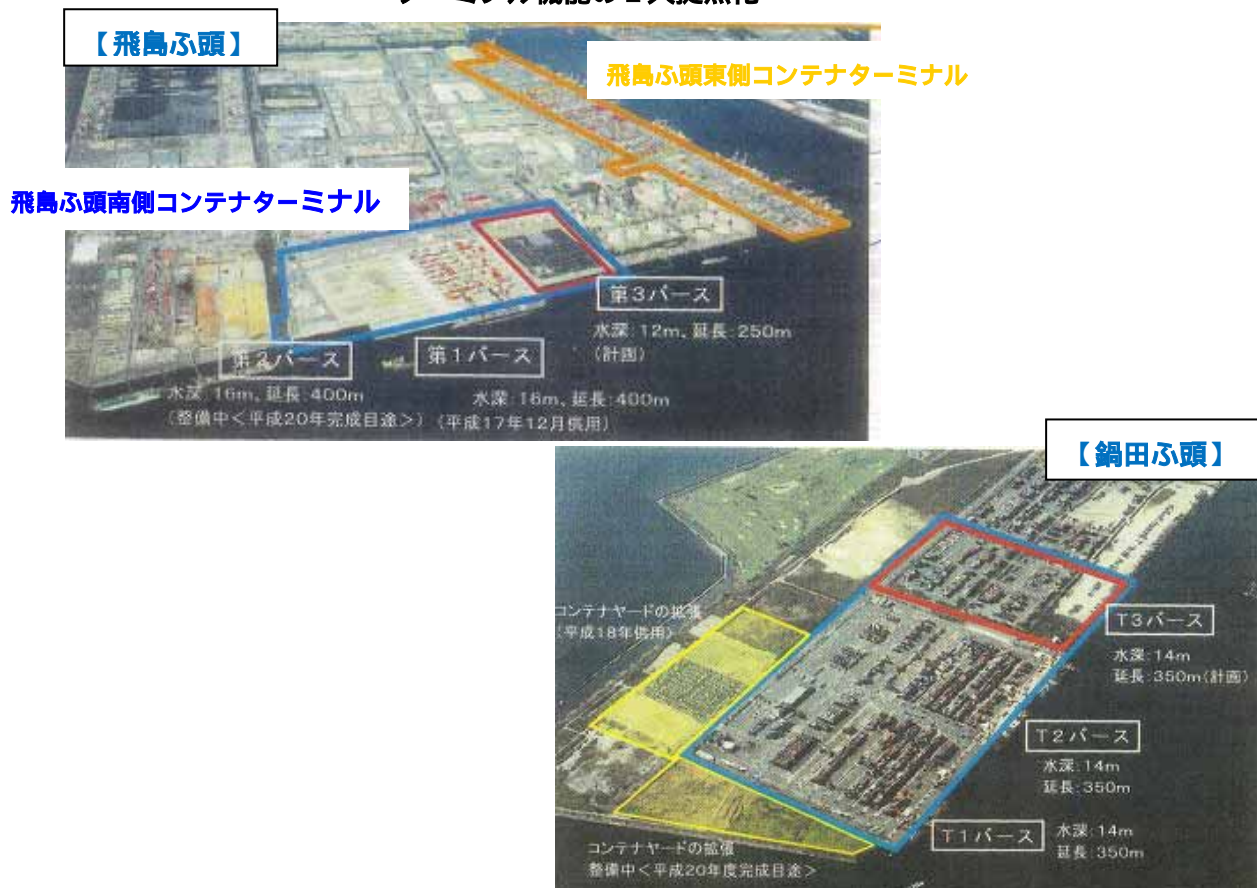 【飛島ふ頭】
飛島ふ頭東側コンテナターミナル
飛島ふ頭南側コンテナターミナル
第3バース
水深:12m、延長:250m
(計画)
第2バース
水深:16m、延長:400m
(整備中<平成20年完成目途>)
第1バース
水深:16m、延長:400m
(平成17年12月供用)
【鍋田ふ頭】
コンテナヤードの拡張
(平成18年供用)
T3バース
水深:14m
延長:350m(計画)
T2バース
水深:14m
延長:350m
T1バース
水深:14m
延長:350m
コンテナヤードの拡張
整備中<平成20年度完成目途>